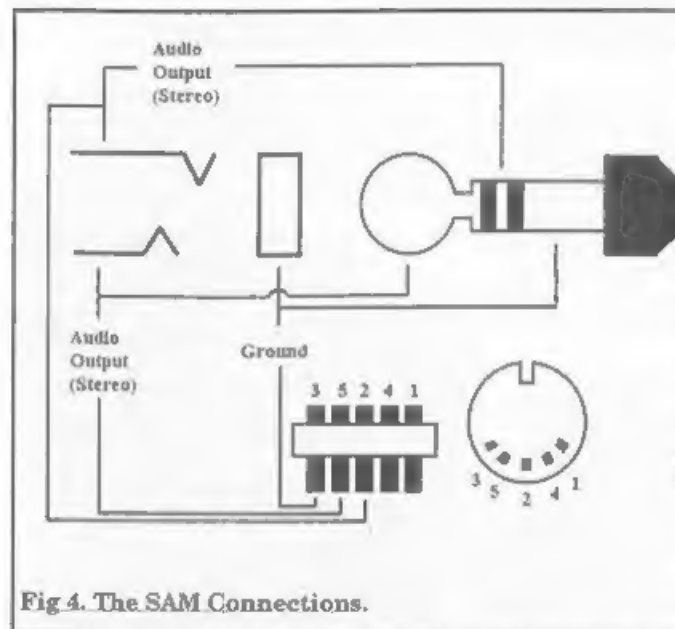 Audio
Output
(Stereo)
Audio
Output
(Stereo)
Ground
3 5 2 4 1
3 5 2 4 1
Fig 4. The SAM Connections.